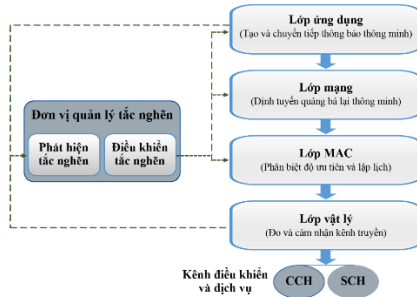 Lớp ứng dụng
(Tạo và chuyển tiếp thông báo thông minh)
Lớp mạng
(Định tuyến quảng bá lại thông minh)
Đơn vị quản lý tắc nghẽn
Phát hiện
tắc nghẽn
Điều khiển
tắc nghẽn
Lớp MAC
(Phân biệt độ ưu tiên và lập lịch)
Lớp vật lý
(Đo và cảm nhận kênh truyền)
Kênh điều khiển
và dịch vụ
CCH
SCH